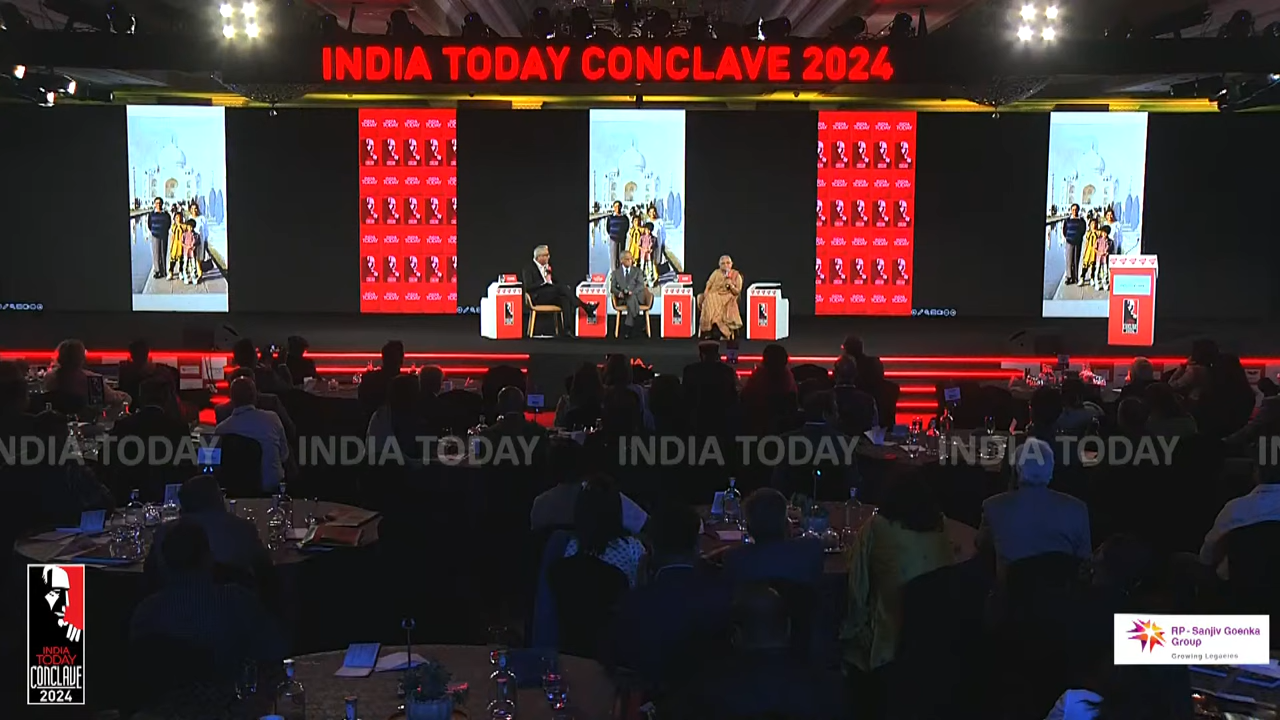 INDIA TODAY CONCLAVE 2024
INDIA TODAY
INDIA TODAY
INDIA TODAY
INDIA TODAY
INDIA
TODAY
CONCLAVE
2024
RP-Sanjiv Goenka
Group
Growing Legacies